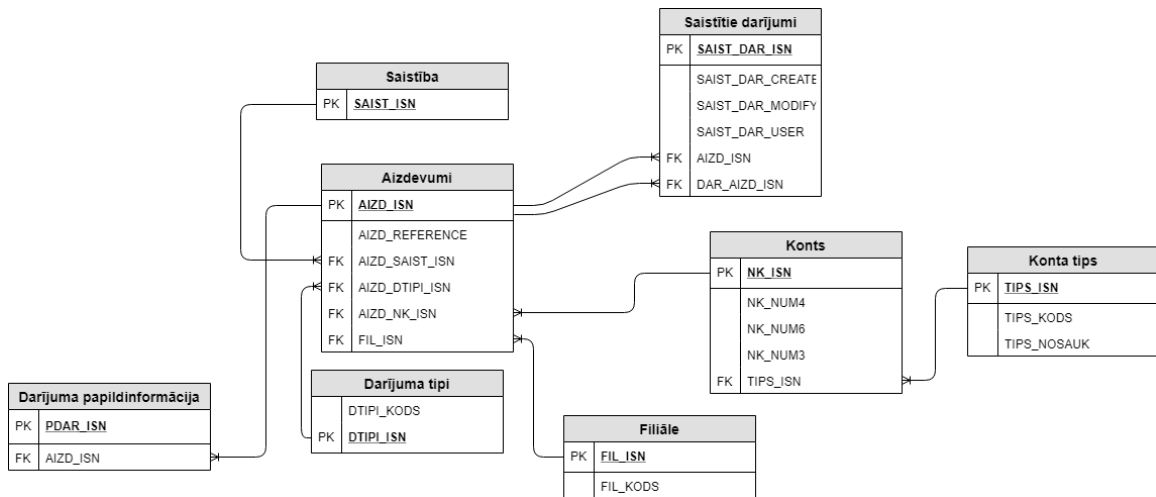 Saistītie darījumi
PK SAIST_DAR_ISN
SAIST_DAR_CREATE
SAIST_DAR_MODIFY
SAIST_DAR_USER
FK AIZD_ISN
FK DAR_AIZD_ISN
Saistība
PK SAIST_ISN
Aizdevumi
PK AIZD_ISN
AIZD_REFERENCE
FK AIZD_SAIST_ISN
FK AIZD_DTIPI_ISN
FK AIZD_NK_ISN
FK FIL_ISN
Konts
PK NK_ISN
NK_NUM4
NK_NUM6
NK_NUM3
FK TIPS_ISN
Konta tips
PK TIPS_ISN
TIPS_KODS
TIPS_NOSAUK
Darījuma tipi
DTIPI_KODS
PK DTIPI_ISN
Darījuma papildinformācija
PK PDAR_ISN
FK AIZD_ISN
Filiāle
PK FIL_ISN
FIL_KODS